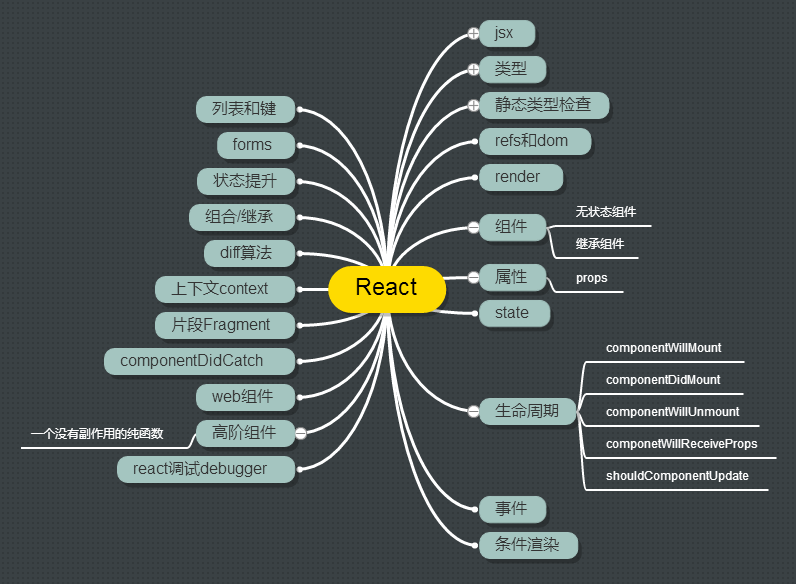 React
jsx
类型
静态类型检查
refs和dom
render
组件
无状态组件
继承组件
属性
props
state
生命周期
componentWillMount
componentDidMount
componentWillUnmount
componetWillReceiveProps
shouldComponentUpdate
事件
条件渲染
列表和键
forms
状态提升
组合/继承
diff算法
上下文context
片段Fragment
componentDidCatch
web组件
高阶组件
一个没有副作用的纯函数
react调试debugger